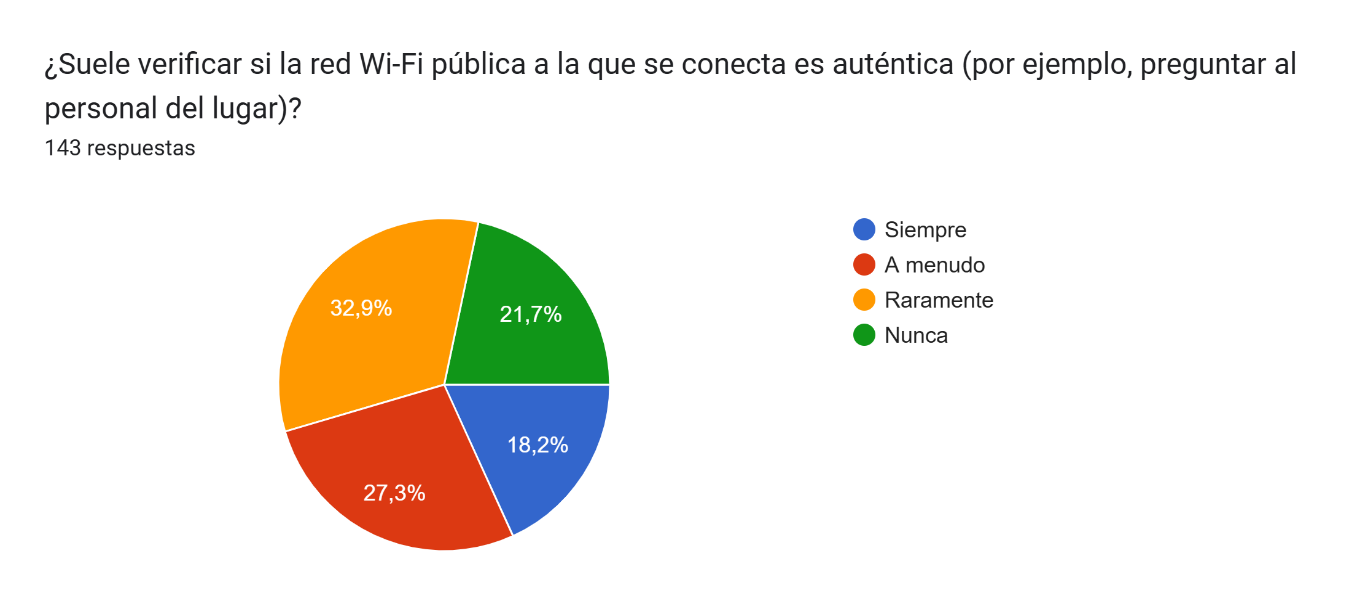 ¿Suele verificar si la red Wi-Fi pública a la que se conecta es auténtica (por ejemplo, preguntar al
personal del lugar)?
143 respuestas
Siempre
A menudo
Raramente
Nunca
32,9%
21,7%
18,2%
27,3%